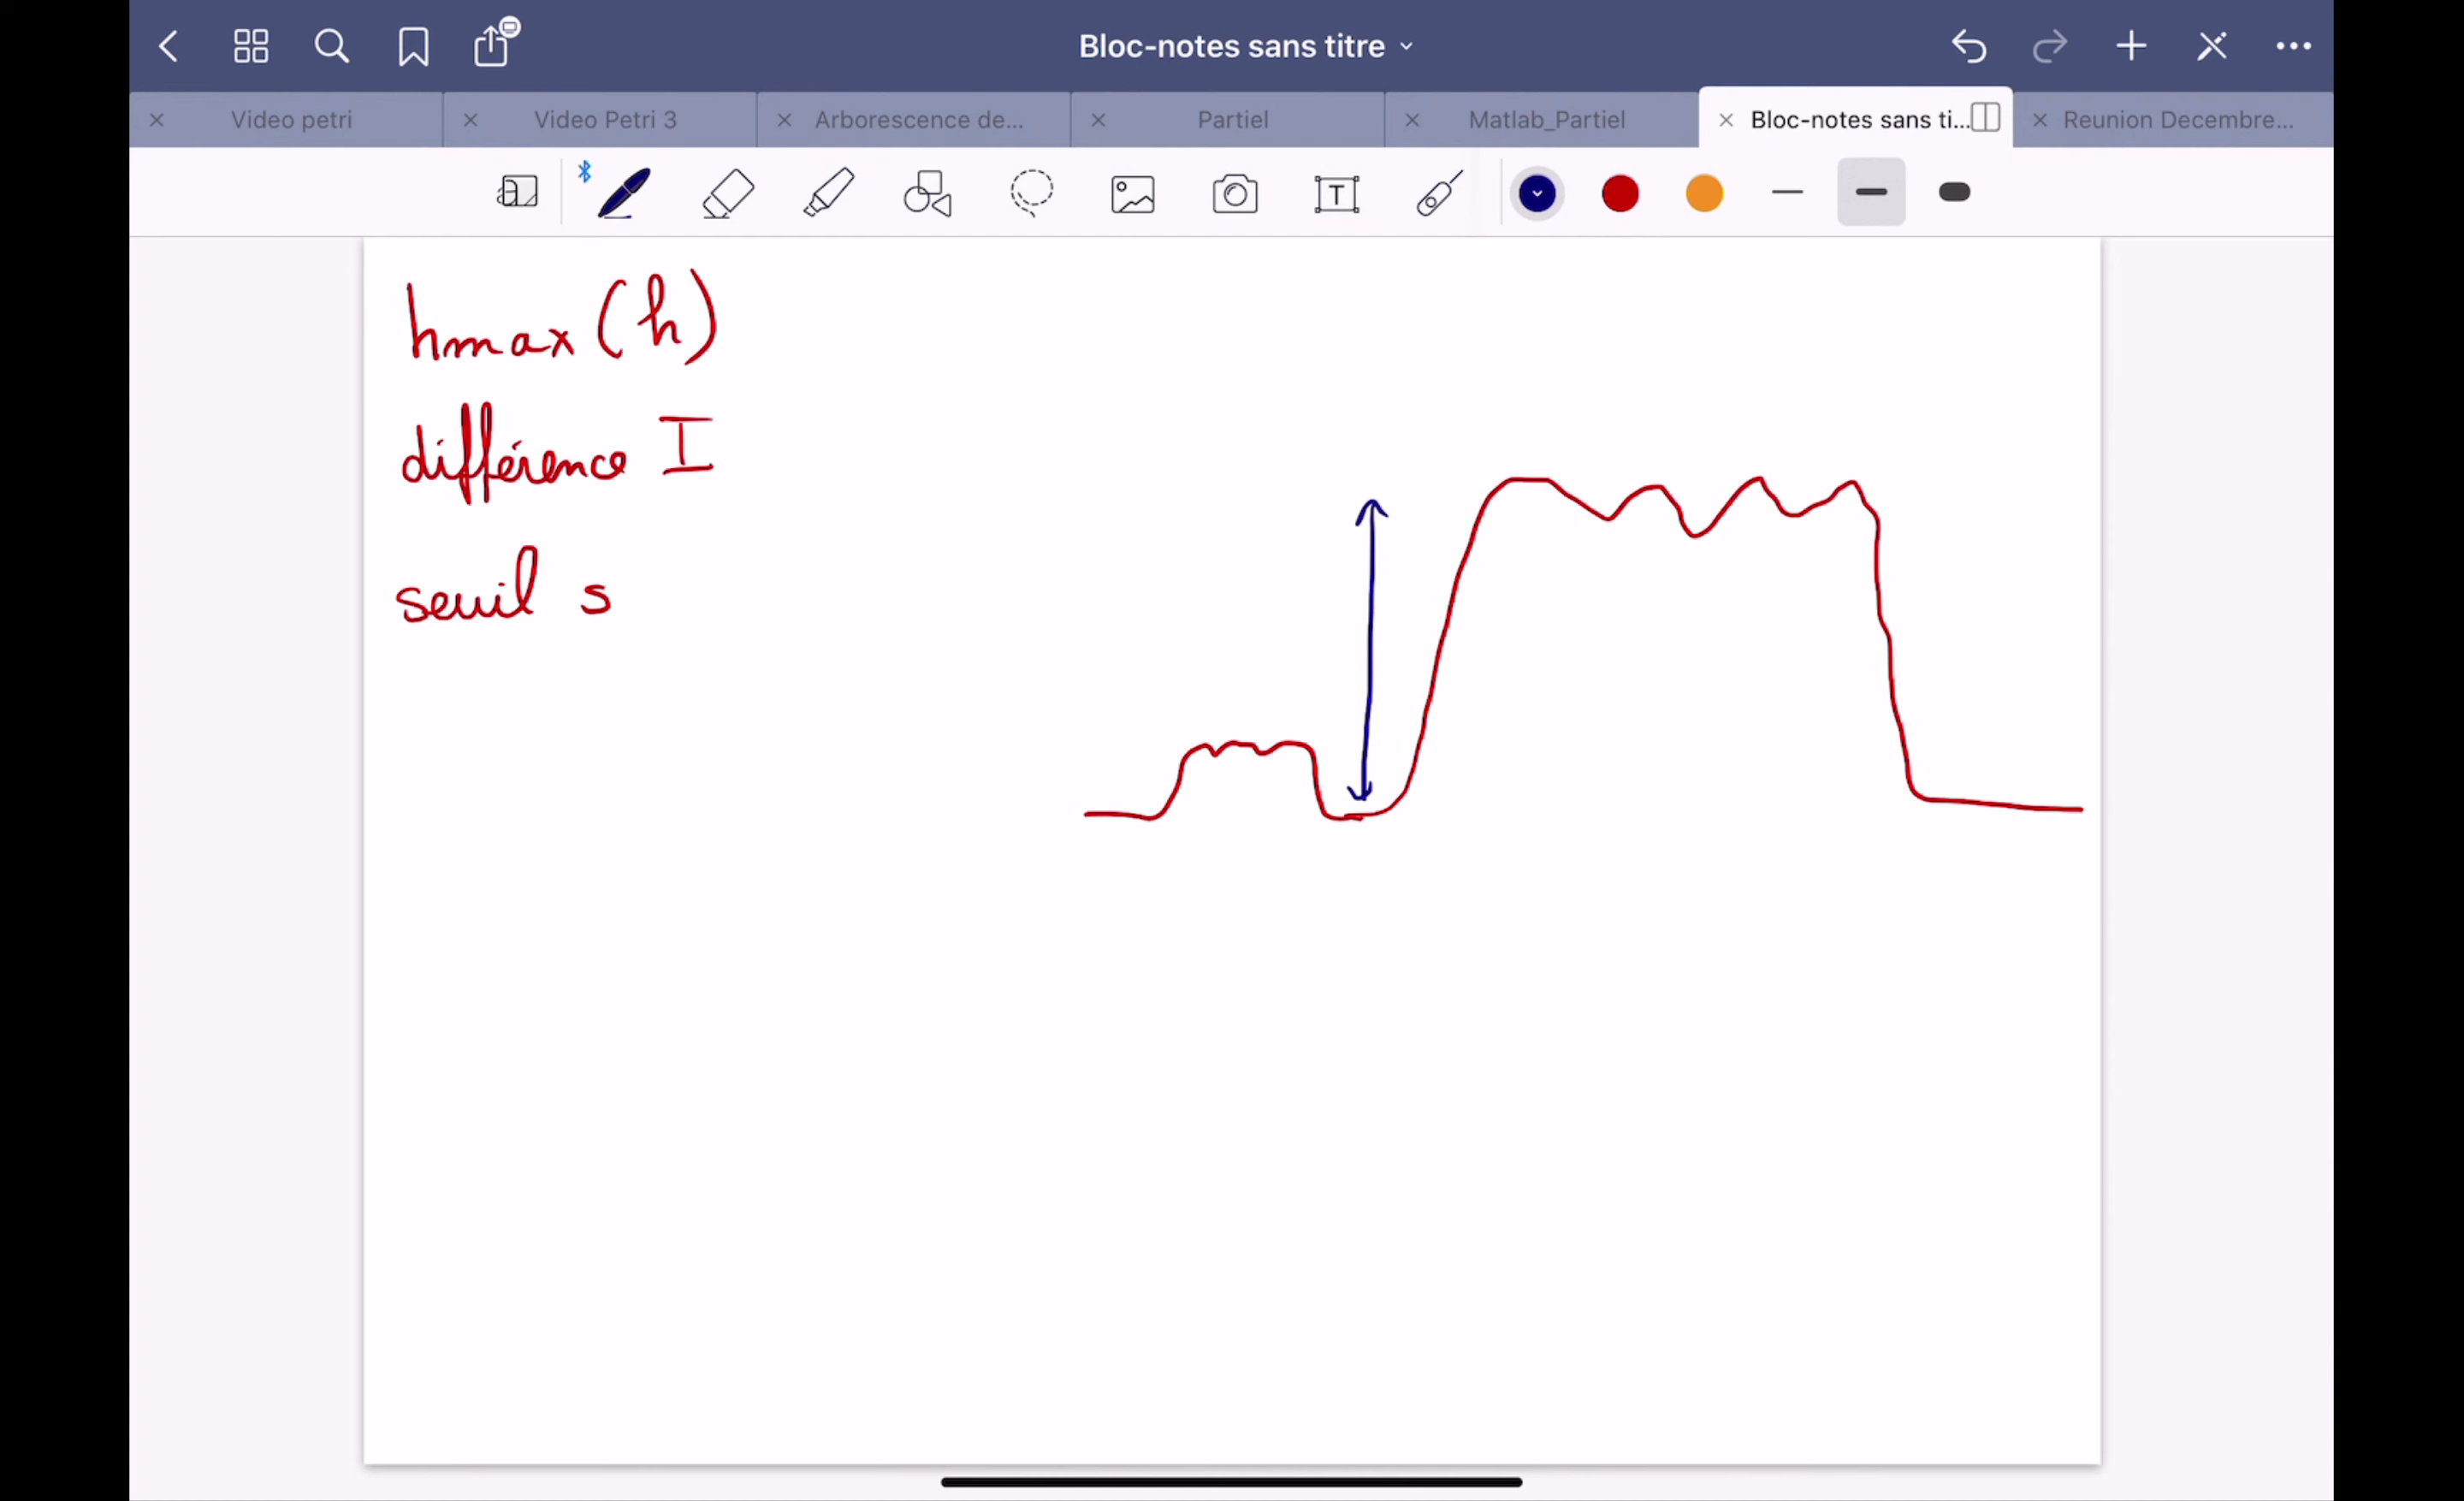 Bloc-notes sans titre
Video petri
Video Petri 3
Arborescence de...
Partiel
Matlab_Partiel
Bloc-notes sans ti...
Reunion Decembre...
a
T
hmax (h)
différence I
seuil s